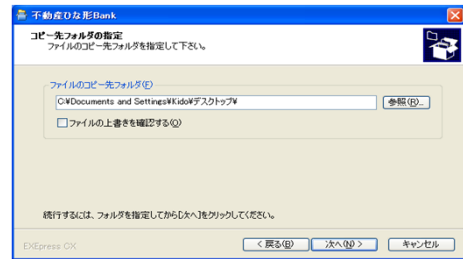 不動産ひな形Bank
コピー先フォルダの指定
ファイルのコピー先フォルダを指定して下さい。
ファイルのコピー先フォルダ(F)
C:¥Documents and Settings¥Kido¥デスクトップ¥
参照(R)...
ファイルの上書きを確認する(O)
続行するには、フォルダを指定してから[次へ]をクリックしてください。
EXEpress CX
< 戻る(B)
次へ(N) >
キャンセル